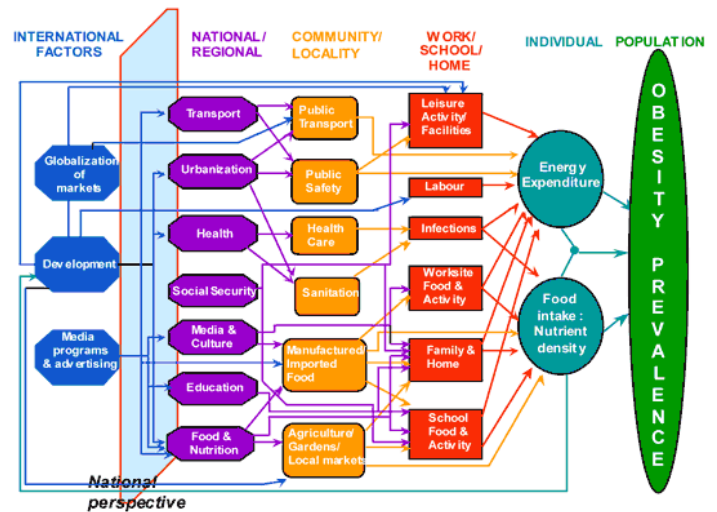 INTERNATIONAL
FACTORS
NATIONAL/
REGIONAL
COMMUNITY/
LOCALITY
WORK/
SCHOOL/
HOME
INDIVIDUAL
POPULATION
Globalization
of
markets
Development
Media
programs
& advertising
Transport
Urbanization
Health
Social Security
Media &
Culture
Education
Food &
Nutrition
National
perspective
Public
Transport
Public
Safety
Health
Care
Sanitation
Manufactured/
Imported
Food
Agriculture/
Gardens/
Local markets
Leisure
Activity/
Facilities
Labour
Infections
Worksite
Food &
Activity
Family &
Home
School
Food &
Activity
Energy
Expenditure
Food
intake :
Nutrient
density
OBESITY PREVALENCE